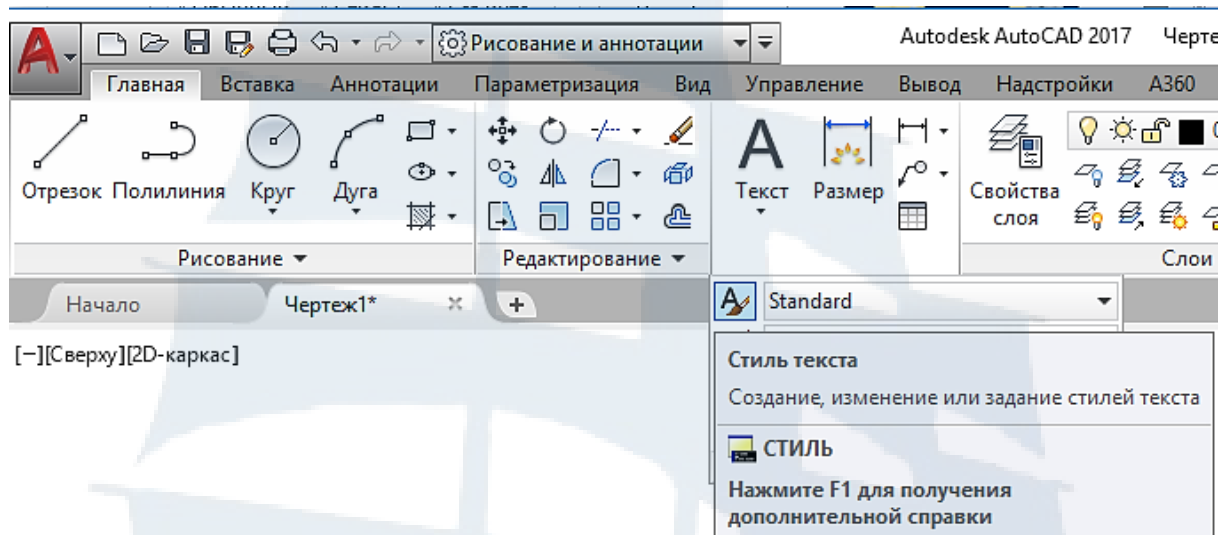 Рисование и аннотации
Autodesk AutoCAD 2017
Главная Вставка Аннотации Параметризация Вид Управление Вывод Надстройки A360
Отрезок Полилиния Круг Дуга
Текст Размер
Свойства
слоя
Рисование
Редактирование
Слои
Начало Чертеж1*
Standard
[−][Сверху][2D-каркас]
Стиль текста
Создание, изменение или задание стилей текста
СТИЛЬ
Нажмите F1 для получения
дополнительной справки